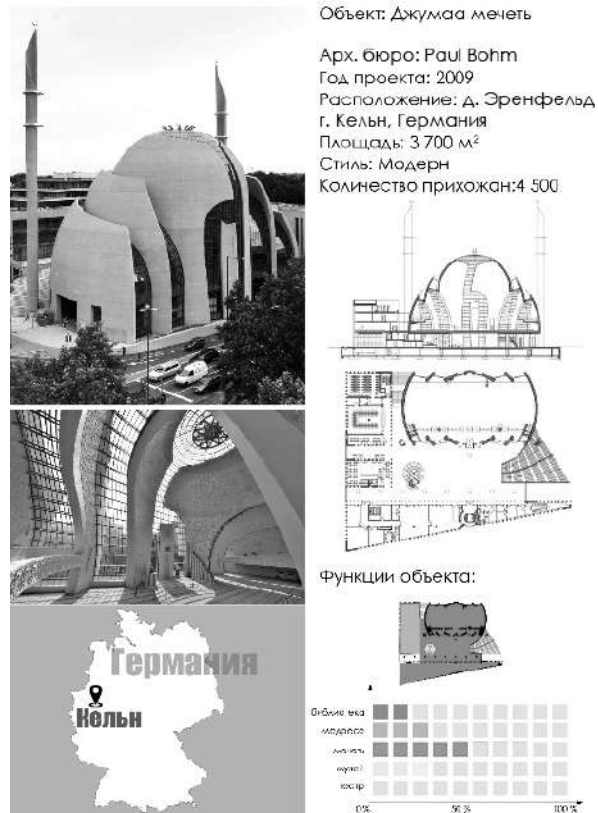 Объект: Джумаа мечеть
Арх. бюро: Paul Bohm
Год проекта: 2009
Расположение: д. Эренфельд
г. Кельн, Германия
Площадь: 3 700 м²
Стиль: Модерн
Количество прихожан:4 500
Германия
Кельн
Функции объекта:
библиотека
медресе
мечеть
музей
театр
0 %
50 %
100 %